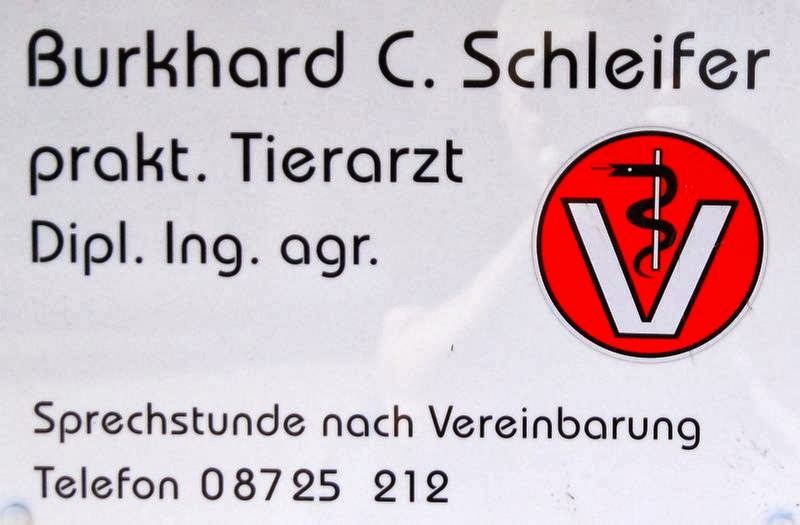 Burkhard C. Schleifer
prakt. Tierarzt
Dipl. Ing. agr.
V
Sprechstunde nach Vereinbarung
Telefon 08725 212